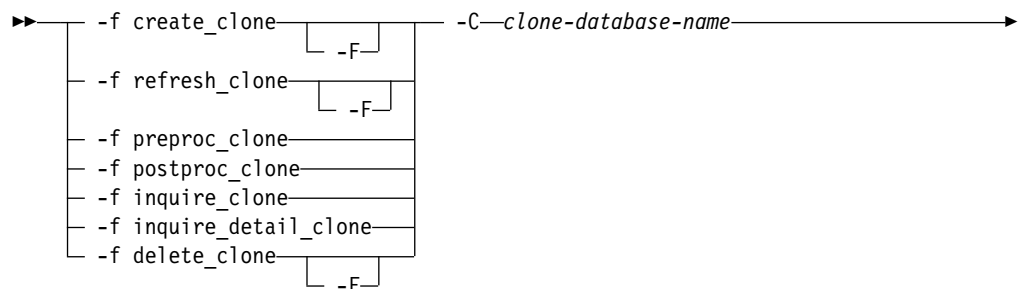 -f create_clone -F -C clone-database-name
-f refresh_clone -F
-f preproc_clone
-f postproc_clone
-f inquire_clone
-f inquire_detail_clone
-f delete_clone -F